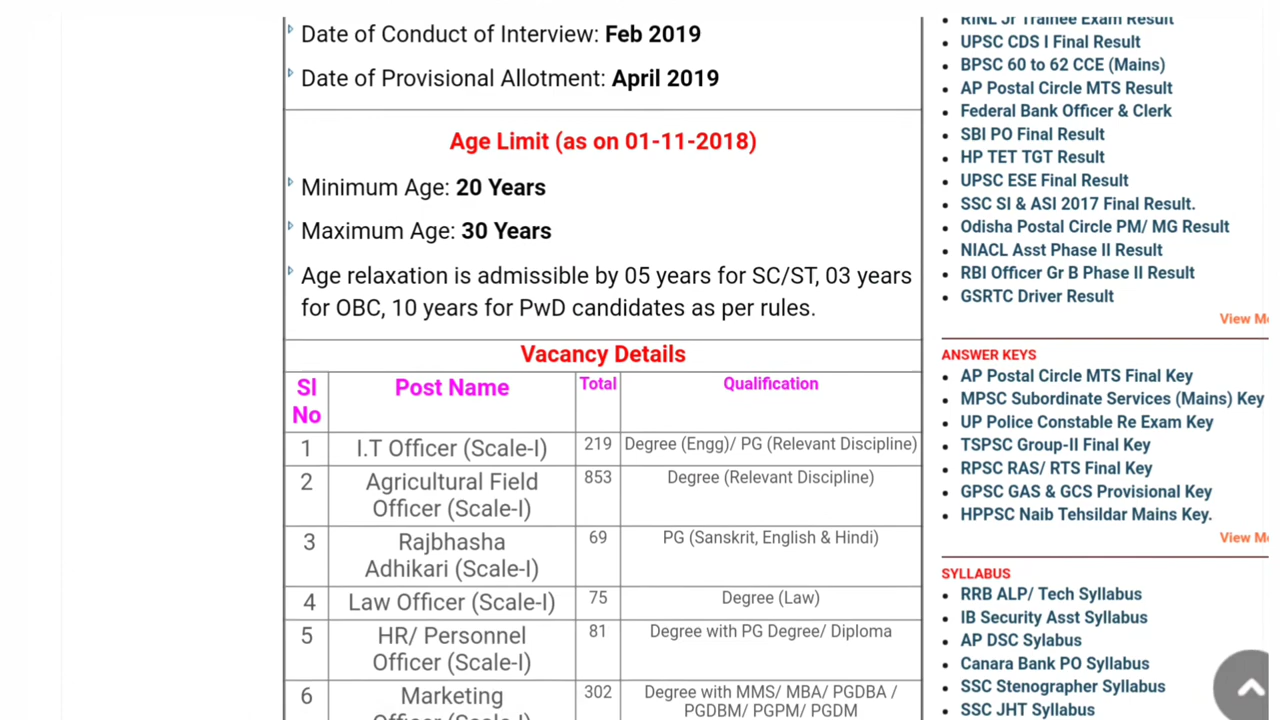 Date of Conduct of Interview: Feb 2019
Date of Provisional Allotment: April 2019
Age Limit (as on 01-11-2018)
Minimum Age: 20 Years
Maximum Age: 30 Years
Age relaxation is admissible by 05 years for SC/ST, 03 years
for OBC, 10 years for PwD candidates as per rules.
Vacancy Details
Sl No Post Name Total Qualification
1 I.T Officer (Scale-I) 219 Degree (Engg)/ PG (Relevant Discipline)
2 Agricultural Field 853 Degree (Relevant Discipline)
Officer (Scale-I)
3 Rajbhasha 69 PG (Sanskrit, English & Hindi)
Adhikari (Scale-I)
4 Law Officer (Scale-I) 75 Degree (Law)
5 HR/ Personnel 81 Degree with PG Degree/ Diploma
Officer (Scale-I)
6 Marketing 302 Degree with MMS/ MBA/ PGDBA /
Officer (Scale-I) PGDBM/ PGPM/ PGDM
RINL Jr Trainee Exam Result
UPSC CDS I Final Result
BPSC 60 to 62 CCE (Mains)
AP Postal Circle MTS Result
Federal Bank Officer & Clerk
SBI PO Final Result
HP TET TGT Result
UPSC ESE Final Result
SSC SI & ASI 2017 Final Result.
Odisha Postal Circle PM/ MG Result
NIACL Asst Phase II Result
RBI Officer Gr B Phase II Result
GSRTC Driver Result
View M
ANSWER KEYS
AP Postal Circle MTS Final Key
MPSC Subordinate Services (Mains) Key
UP Police Constable Re Exam Key
TSPSC Group-II Final Key
RPSC RAS/ RTS Final Key
GPSC GAS & GCS Provisional Key
HPPSC Naib Tehsildar Mains Key.
View M
SYLLABUS
RRB ALP/ Tech Syllabus
IB Security Asst Syllabus
AP DSC Sylabus
Canara Bank PO Syllabus
SSC Stenographer Syllabus
SSC JHT Syllabus